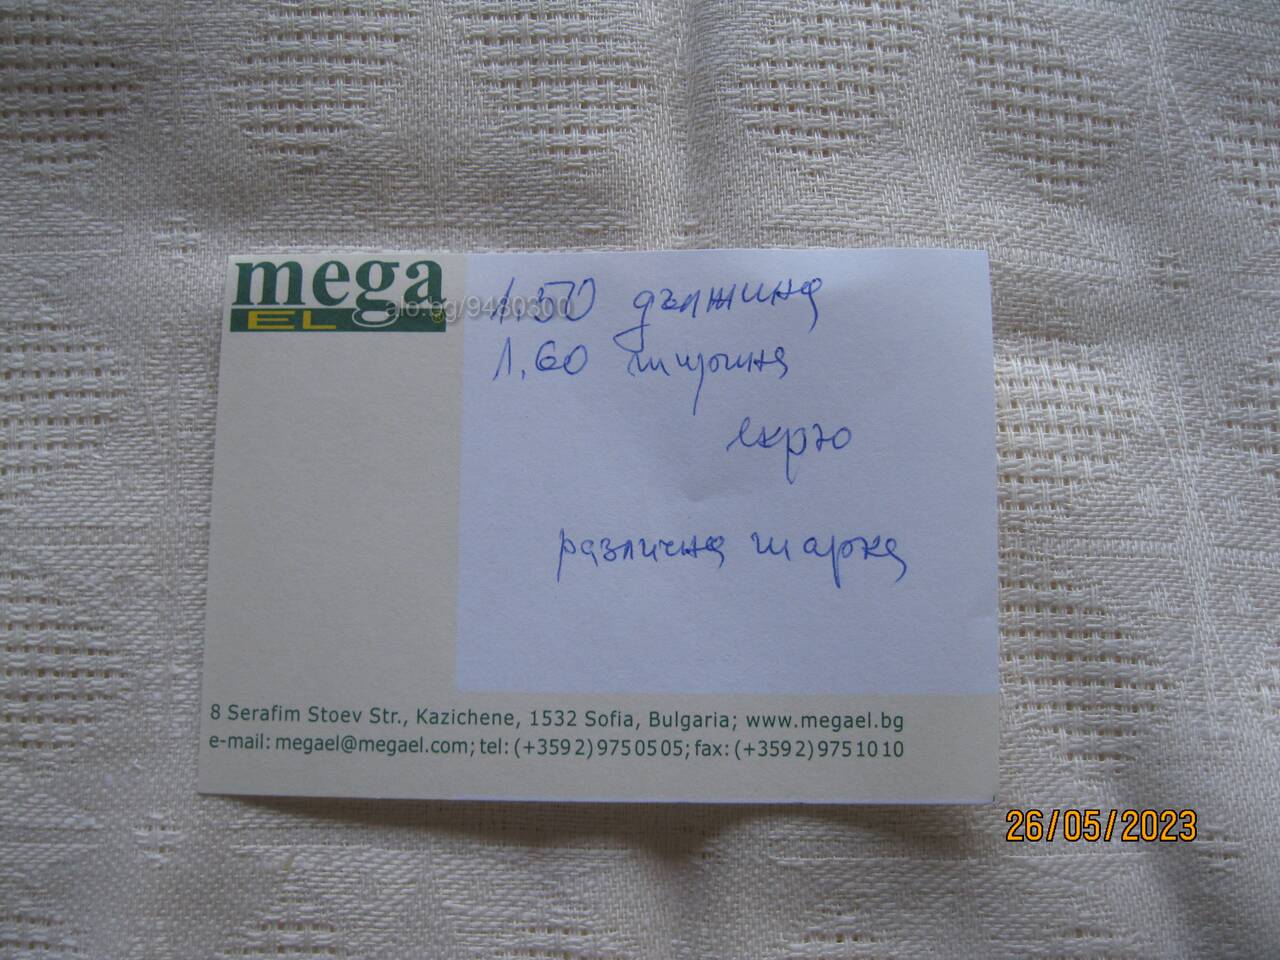 mega
EL
alo.bg/9480300
1.50 дължина
1.60 ширина
екрю
различна шарка
8 Serafim Stoev Str., Kazichene, 1532 Sofia, Bulgaria; www.megael.bg
e-mail: megael@megael.com; tel: (+359 2) 975 05 05; fax: (+359 2) 975 10 10
26/05/2023